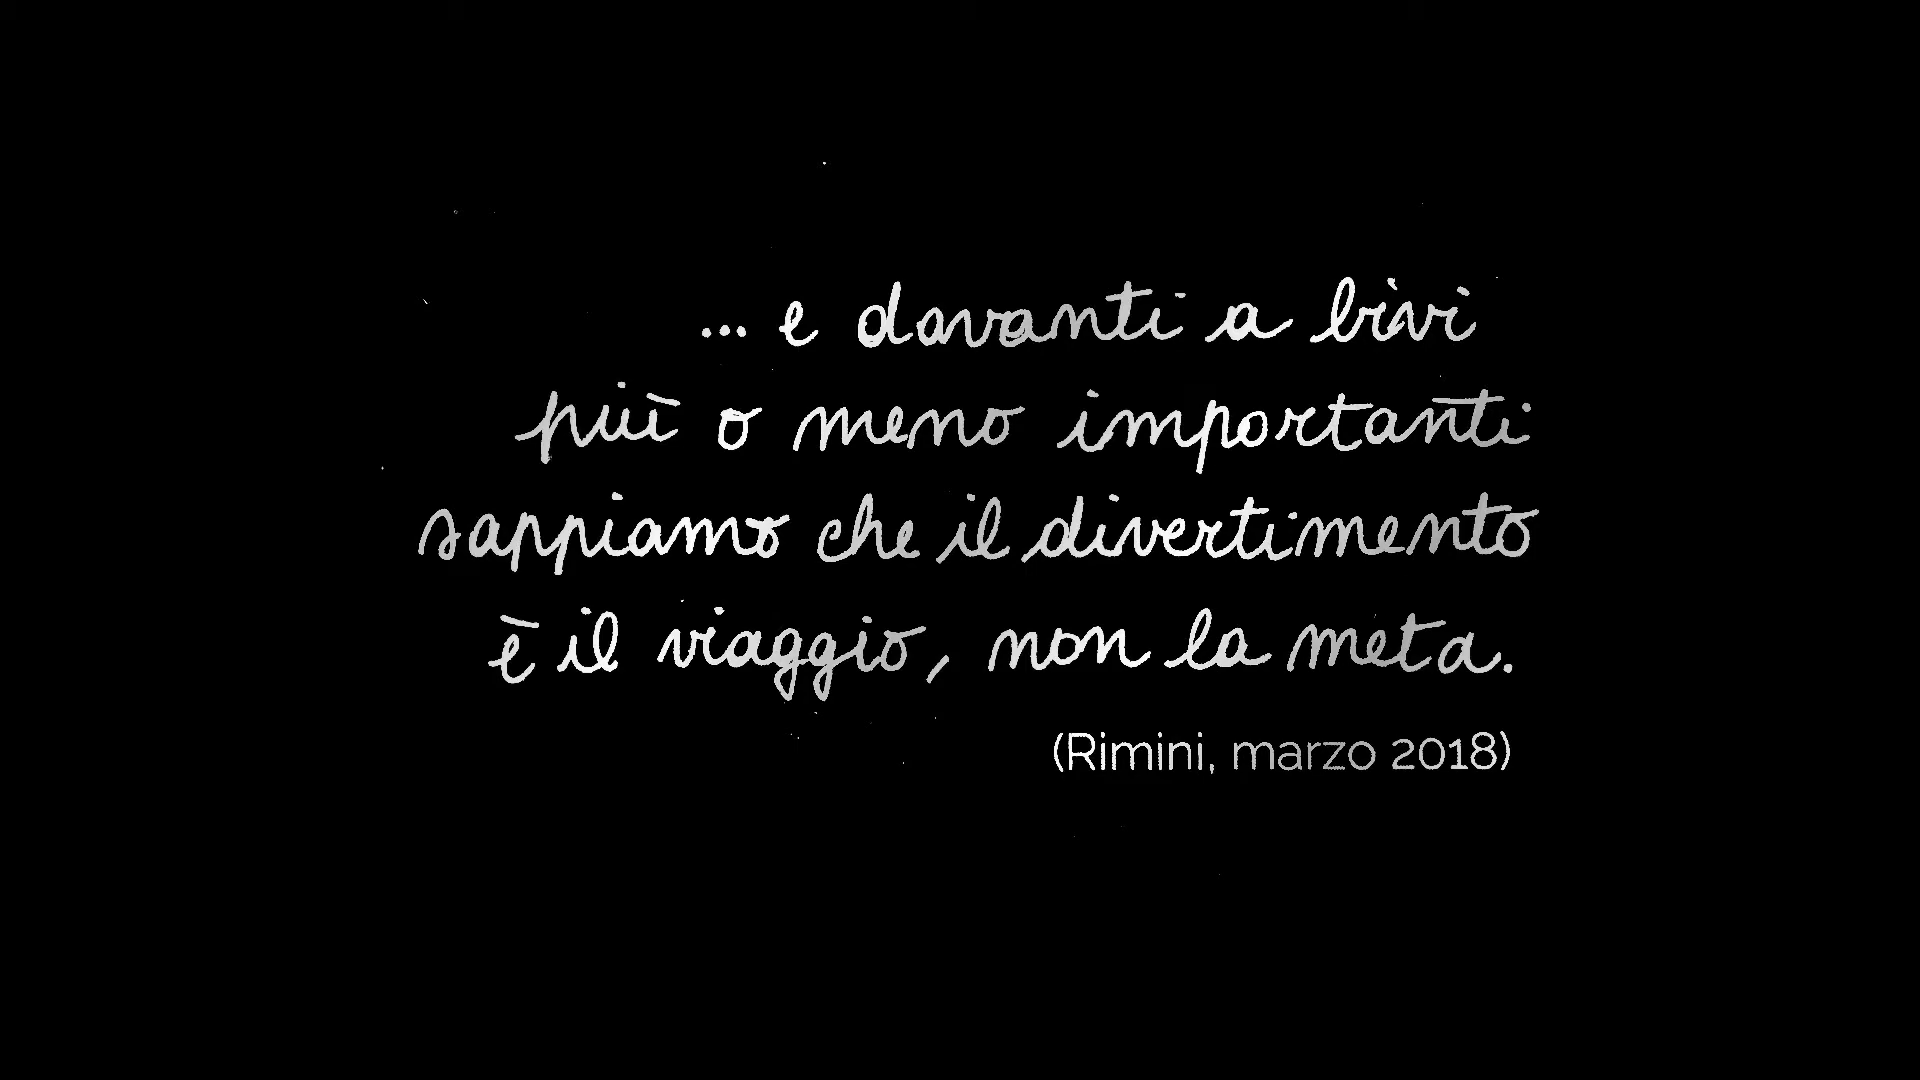 ... e davanti a bivi
più o meno importanti
sappiamo che il divertimento
è il viaggio, non la meta.
(Rimini, marzo 2018)